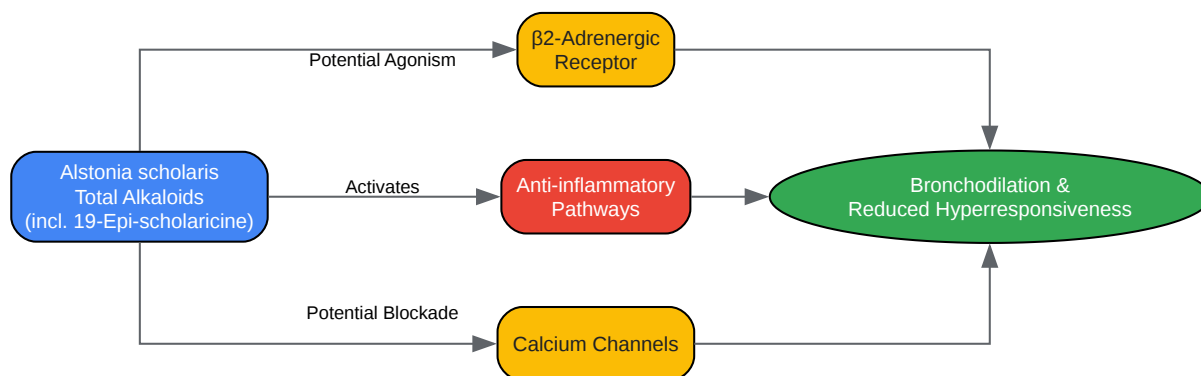 β2-Adrenergic
Receptor
Potential Agonism
Alstonia scholaris
Total Alkaloids
(incl. 19-Epi-scholaricine)
Activates
Anti-inflammatory
Pathways
Bronchodilation &
Reduced Hyperresponsiveness
Potential Blockade
Calcium Channels